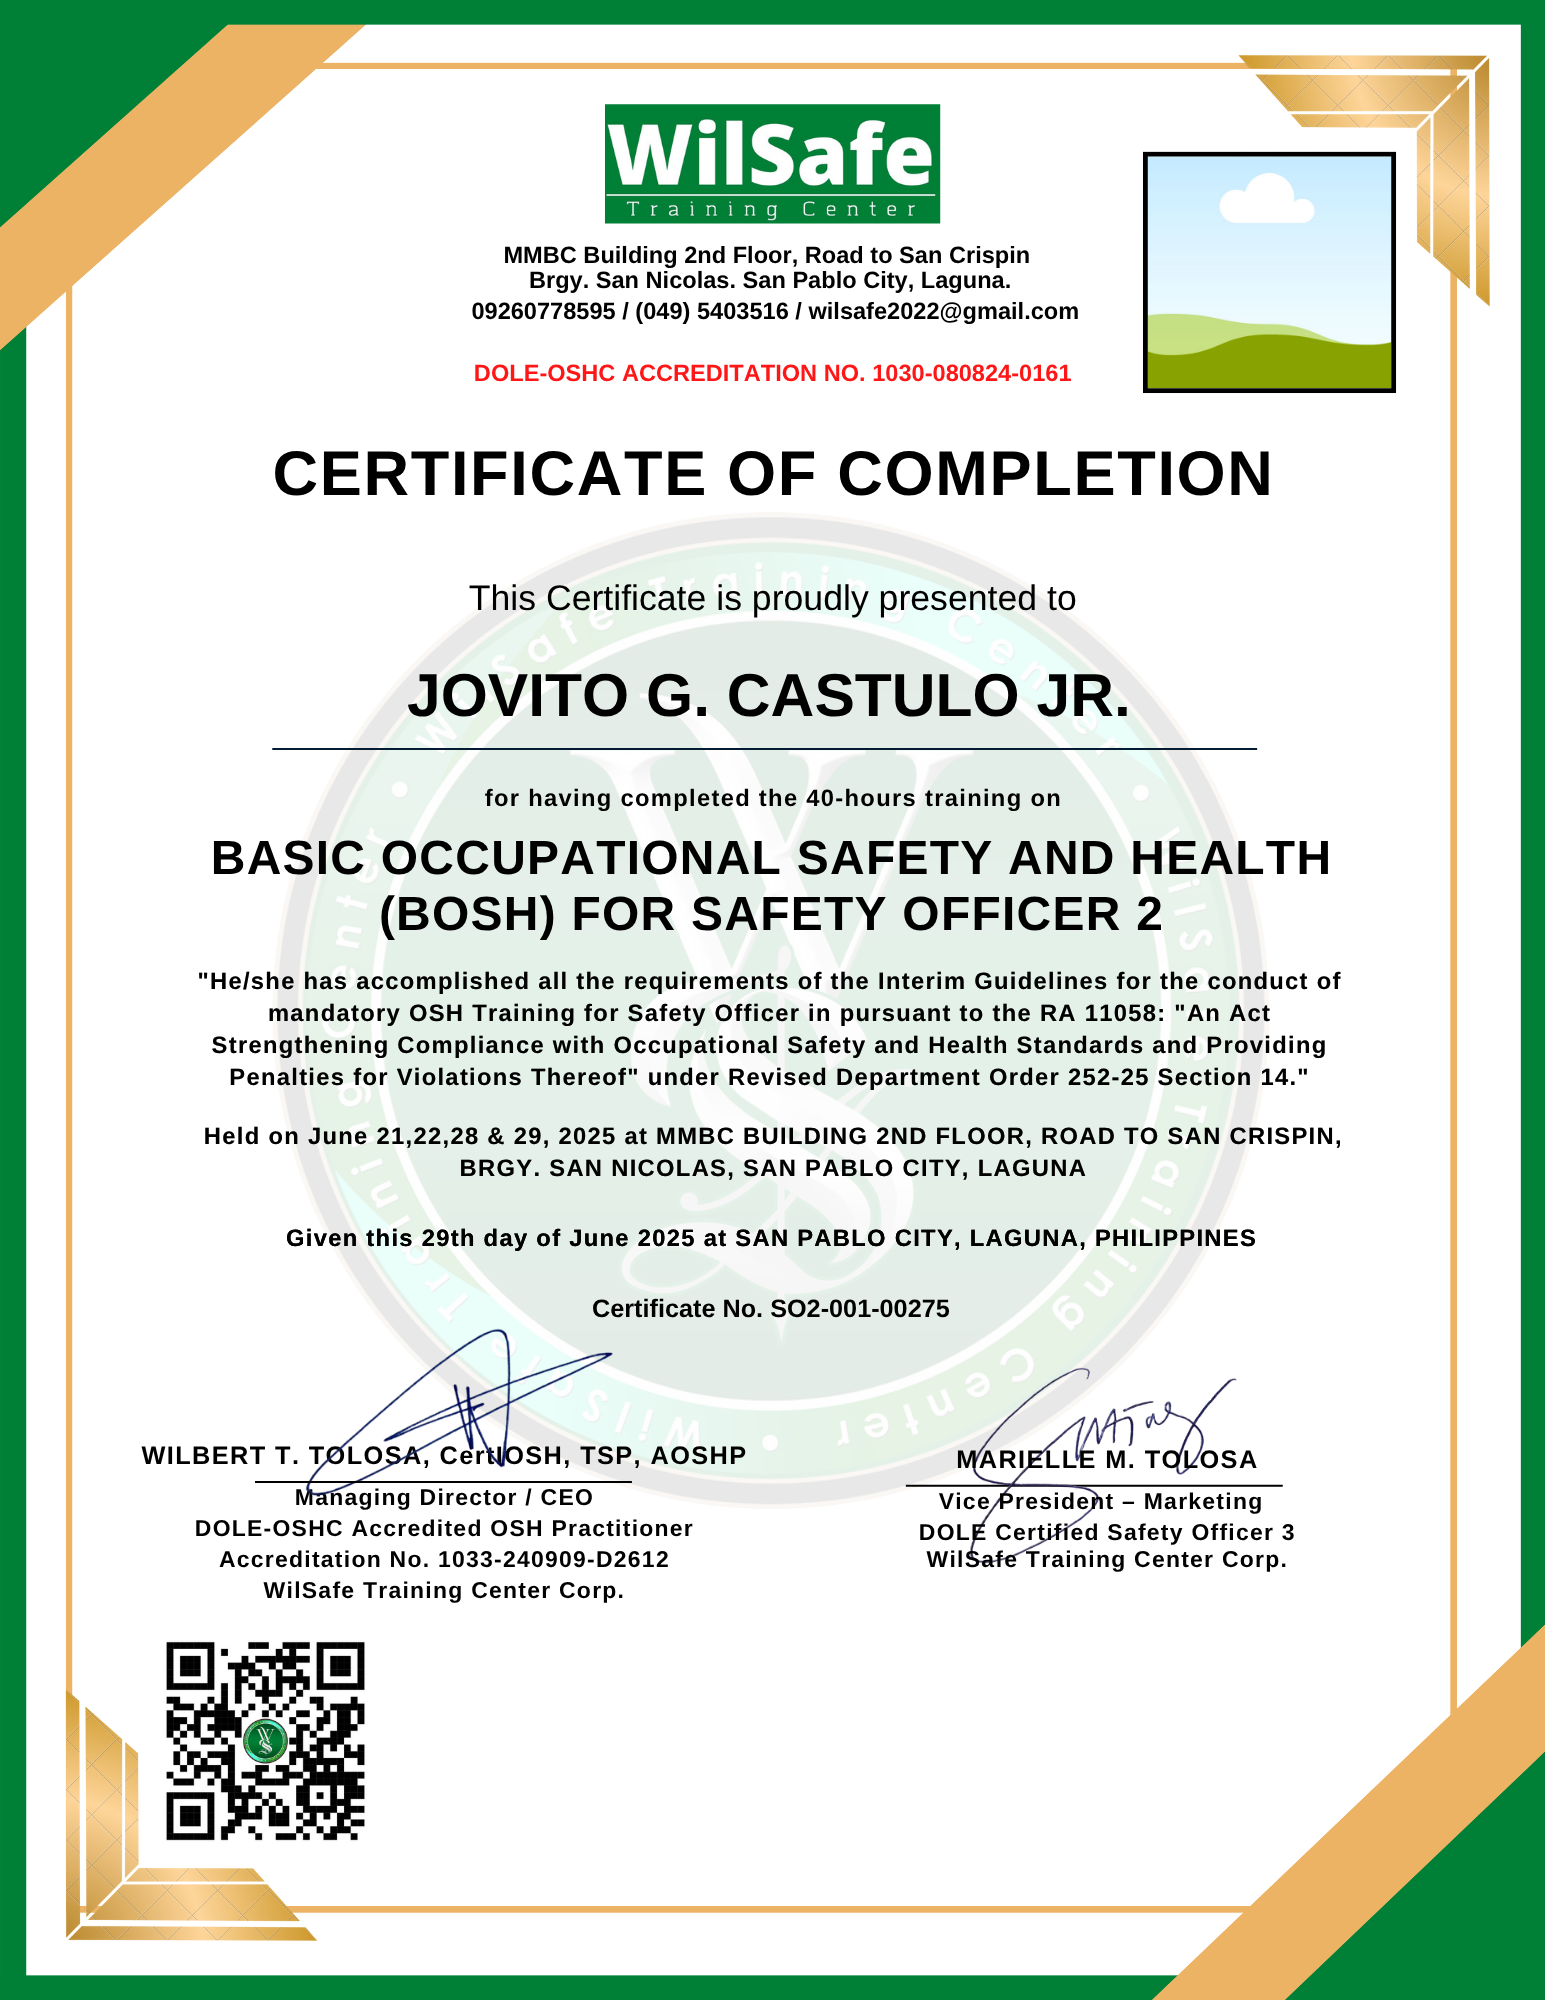 WilSafe
Training Center
MMBC Building 2nd Floor, Road to San Crispin
Brgy. San Nicolas. San Pablo City, Laguna.
09260778595 / (049) 5403516 / wilsafe2022@gmail.com
DOLE-OSHC ACCREDITATION NO. 1030-080824-0161
CERTIFICATE OF COMPLETION
This Certificate is proudly presented to
JOVITO G. CASTULO JR.
for having completed the 40-hours training on
BASIC OCCUPATIONAL SAFETY AND HEALTH
(BOSH) FOR SAFETY OFFICER 2
"He/she has accomplished all the requirements of the Interim Guidelines for the conduct of
mandatory OSH Training for Safety Officer in pursuant to the RA 11058: "An Act
Strengthening Compliance with Occupational Safety and Health Standards and Providing
Penalties for Violations Thereof" under Revised Department Order 252-25 Section 14."
Held on June 21,22,28 & 29, 2025 at MMBC BUILDING 2ND FLOOR, ROAD TO SAN CRISPIN,
BRGY. SAN NICOLAS, SAN PABLO CITY, LAGUNA
Given this 29th day of June 2025 at SAN PABLO CITY, LAGUNA, PHILIPPINES
Certificate No. SO2-001-00275
WILBERT T. TOLOSA, CertIOSH, TSP, AOSHP
Managing Director / CEO
DOLE-OSHC Accredited OSH Practitioner
Accreditation No. 1033-240909-D2612
WilSafe Training Center Corp.
MARIELLE M. TOLOSA
Vice President – Marketing
DOLE Certified Safety Officer 3
WilSafe Training Center Corp.
WilSafe Training Center • WilSafe Training Center • WilSafe Training Center •